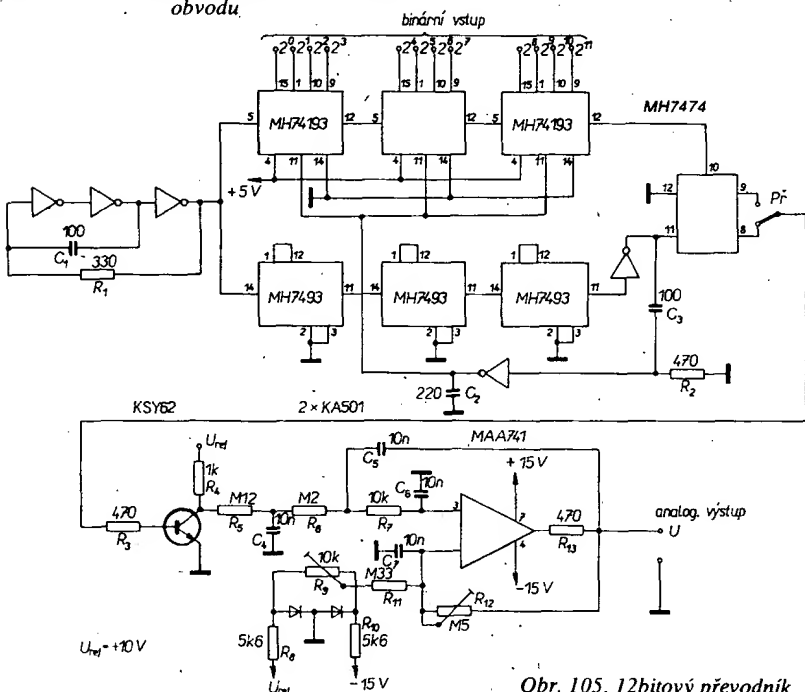 obvodu
binární vstup
2⁰ 2¹ 2² 2³ 2⁴ 2⁵ 2⁶ 2⁷ 2⁸ 2⁹ 2¹⁰ 2¹¹
15 1 10 9 15 1 10 9 15 1 10 9
MH7474
5 MH74193 12 5 12 5 MH74193 12
4 11 14 4 11 14 4 11 14
10
+5V
12 9 Př
11 8
100
C₁
330
R₁
1 12 1 12 1 12
14 MH7493 11 14 MH7493 11 14 MH7493 11
2 3 2 3 2 3
100
C₃
220 C₂
470
R₂
KSY62 2×KA501 MAA741
U_ref
1k
R₄
10n
C₅
+15V
M12
R₅
M2
R₆
10k
R₇
C₆ 10n
3
7
4
470
R₁₃
analog. výstup
U
470
R₃
10n
C₄
10n
C₇
10k
R₉
M33
R₁₁
-15V
R₁₂
M5
5k6 R₈
R₁₀
5k6
U_ref = +10V
U_ref -15V
Obr. 105. 12bitový převodník